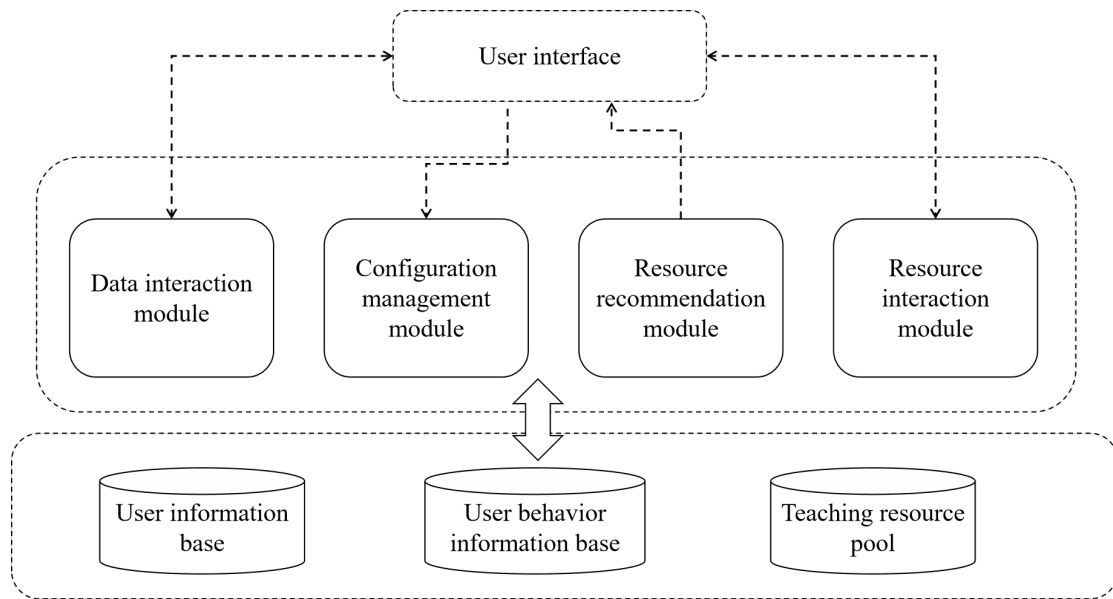 User interface
Data interaction
module
Configuration
management
module
Resource
recommendation
module
Resource
interaction
module
User information
base
User behavior
information base
Teaching resource
pool